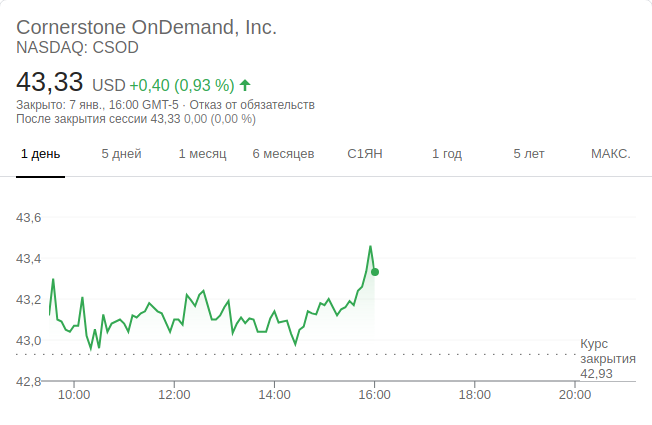 Cornerstone OnDemand, Inc.
NASDAQ: CSOD
43,33 USD +0,40 (0,93 %)
Закрыто: 7 янв., 16:00 GMT-5 · Отказ от обязательств
После закрытия сессии 43,33 0,00 (0,00 %)
1 день 5 дней 1 месяц 6 месяцев С1ЯН 1 год 5 лет МАКС.
43,6
43,4
43,2
43,0
Курс
закрытия
42,93
42,8
10:00 12:00 14:00 16:00 18:00 20:00